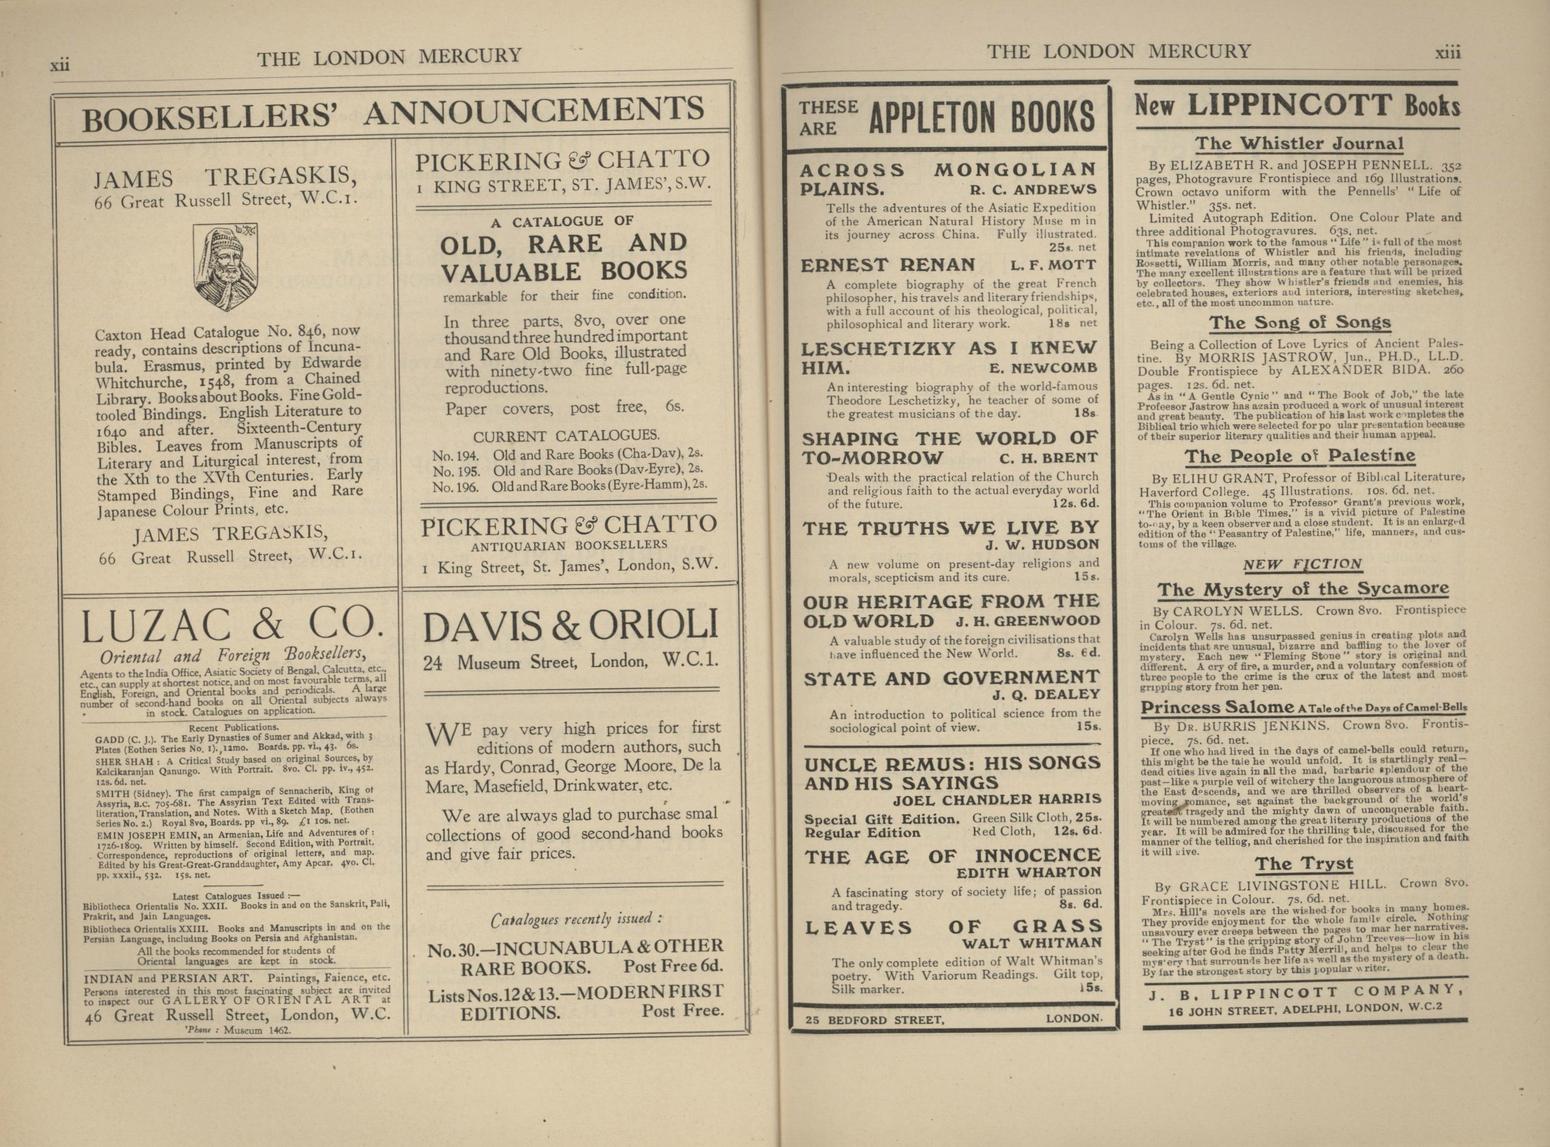 xii
THE LONDON MERCURY
BOOKSELLERS’ ANNOUNCEMENTS
JAMES TREGASKIS,
66 Great Russell Street, W.C.1.
Caxton Head Catalogue No. 846, now
ready, contains descriptions of Incuna-
bula. Erasmus, printed by Edwarde
Whitchurche, 1548, from a Chained
Library. Books about Books. Fine Gold-
tooled Bindings. English Literature to
1640 and after. Sixteenth-Century
Bibles. Leaves from Manuscripts of
Literary and Liturgical interest, from
the Xth to the XVth Centuries. Early
Stamped Bindings, Fine and Rare
Japanese Colour Prints, etc.
JAMES TREGASKIS,
66 Great Russell Street, W.C.1.
PICKERING & CHATTO
1 KING STREET, ST. JAMES’, S.W.
A CATALOGUE OF
OLD, RARE AND
VALUABLE BOOKS
remarkable for their fine condition.
In three parts, 8vo, over one
thousand three hundred important
and Rare Old Books, illustrated
with ninety-two fine full-page
reproductions.
Paper covers, post free, 6s.
CURRENT CATALOGUES.
No. 194. Old and Rare Books (Cha-Dav), 2s.
No. 195. Old and Rare Books (Dav-Eyre), 2s.
No. 196. Old and Rare Books (Eyre-Hamm), 2s.
PICKERING & CHATTO
ANTIQUARIAN BOOKSELLERS
1 King Street, St. James’, London, S.W.
LUZAC & CO.
Oriental and Foreign Booksellers,
Agents to the India Office, Asiatic Society of Bengal, Calcutta, etc.,
etc., can supply at shortest notice, and on most favourable terms, all
English, Foreign, and Oriental books and periodicals. A large
number of second-hand books on all Oriental subjects always
in stock. Catalogues on application.
Recent Publications.
GADD (C. J.). The Early Dynasties of Sumer and Akkad, with 3
Plates (Eothen Series No. 1)., 12mo. Boards. pp. vi., 43. 6s.
SHER SHAH : A Critical Study based on original Sources, by
Kalcikaranjan Qanungo. With Portrait. 8vo. Cl. pp. iv., 452.
12s. 6d. net.
SMITH (Sidney). The first campaign of Sennacherib, King of
Assyria, B.C. 705-681. The Assyrian Text Edited with Trans-
literation, Translation, and Notes. With a Sketch Map. (Eothen
Series No. 2.) Royal 8vo, Boards. pp vi., 89. £1 10s. net.
EMIN JOSEPH EMIN, an Armenian, Life and Adventures of :
1726-1809. Written by himself. Second Edition, with Portrait.
Correspondence, reproductions of original letters, and map.
Edited by his Great-Great-Granddaughter, Amy Apcar. 4vo. Cl.
pp. xxxii., 532. 15s. net.
Latest Catalogues Issued :—
Bibliotheca Orientalis No. XXII. Books in and on the Sanskrit, Pali,
Prakrit, and Jain Languages.
Bibliotheca Orientalis XXIII. Books and Manuscripts in and on the
Persian Language, including Books on Persia and Afghanistan.
All the books recommended for students of
Oriental languages are kept in stock.
INDIAN and PERSIAN ART. Paintings, Faience, etc.
Persons interested in this most fascinating subject are invited
to inspect our GALLERY OF ORIENTAL ART at
46 Great Russell Street, London, W.C.
’Phone : Museum 1462.
DAVIS & ORIOLI
24 Museum Street, London, W.C.1.
WE pay very high prices for first
editions of modern authors, such
as Hardy, Conrad, George Moore, De la
Mare, Masefield, Drinkwater, etc.
We are always glad to purchase smal
collections of good second-hand books
and give fair prices.
Catalogues recently issued :
No. 30.—INCUNABULA & OTHER
RARE BOOKS. Post Free 6d.
Lists Nos. 12 & 13.—MODERN FIRST
EDITIONS. Post Free.
THE LONDON MERCURY
xiii
THESE ARE APPLETON BOOKS
ACROSS MONGOLIAN
PLAINS. R. C. ANDREWS
Tells the adventures of the Asiatic Expedition
of the American Natural History Muse m in
its journey across China. Fully illustrated.
25s. net
ERNEST RENAN L. F. MOTT
A complete biography of the great French
philosopher, his travels and literary friendships,
with a full account of his theological, political,
philosophical and literary work. 18s net
LESCHETIZKY AS I KNEW
HIM. E. NEWCOMB
An interesting biography of the world-famous
Theodore Leschetizky, he teacher of some of
the greatest musicians of the day. 18s
SHAPING THE WORLD OF
TO-MORROW C. H. BRENT
Deals with the practical relation of the Church
and religious faith to the actual everyday world
of the future. 12s. 6d.
THE TRUTHS WE LIVE BY
J. W. HUDSON
A new volume on present-day religions and
morals, scepticism and its cure. 15s.
OUR HERITAGE FROM THE
OLD WORLD J. H. GREENWOOD
A valuable study of the foreign civilisations that
have influenced the New World. 8s. 6d.
STATE AND GOVERNMENT
J. Q. DEALEY
An introduction to political science from the
sociological point of view. 15s.
UNCLE REMUS: HIS SONGS
AND HIS SAYINGS
JOEL CHANDLER HARRIS
Special Gift Edition. Green Silk Cloth, 25s.
Regular Edition Red Cloth, 12s. 6d.
THE AGE OF INNOCENCE
EDITH WHARTON
A fascinating story of society life; of passion
and tragedy. 8s. 6d.
LEAVES OF GRASS
WALT WHITMAN
The only complete edition of Walt Whitman's
poetry. With Variorum Readings. Gilt top,
Silk marker. 15s.
25 BEDFORD STREET, LONDON.
New LIPPINCOTT Books
The Whistler Journal
By ELIZABETH R. and JOSEPH PENNELL. 352
pages, Photogravure Frontispiece and 169 Illustrations.
Crown octavo uniform with the Pennells’ “ Life of
Whistler.” 35s. net.
Limited Autograph Edition. One Colour Plate and
three additional Photogravures. 63s. net.
This companion work to the famous “ Life ” is full of the most
intimate revelations of Whistler and his friends, including
Rossetti, William Morris, and many other notable personages.
The many excellent illustrations are a feature that will be prized
by collectors. They show Whistler's friends and enemies, his
celebrated houses, exteriors and interiors, interesting sketches,
etc., all of the most uncommon nature.
The Song of Songs
Being a Collection of Love Lyrics of Ancient Pales-
tine. By MORRIS JASTROW, Jun., PH.D., LL.D.
Double Frontispiece by ALEXANDER BIDA. 260
pages. 12s. 6d. net.
As in “ A Gentle Cynic ” and “ The Book of Job,” the late
Professor Jastrow has again produced a work of unusual interest
and great beauty. The publication of his last work completes the
Biblical trio which were selected for po ular presentation because
of their superior literary qualities and their human appeal.
The People of Palestine
By ELIHU GRANT, Professor of Biblical Literature,
Haverford College. 45 Illustrations. 10s. 6d. net.
This companion volume to Professor Grant's previous work,
“The Orient in Bible Times,” is a vivid picture of Palestine
to-day, by a keen observer and a close student. It is an enlarged
edition of the “ Peasantry of Palestine,” life, manners, and cus-
toms of the village.
NEW FICTION
The Mystery of the Sycamore
By CAROLYN WELLS. Crown 8vo. Frontispiece
in Colour. 7s. 6d. net.
Carolyn Wells has unsurpassed genius in creating plots and
incidents that are unusual, bizarre and baffling to the lover of
mystery. Each new “Fleming Stone” story is original and
different. A cry of fire, a murder, and a voluntary confession of
three people to the crime is the crux of the latest and most
gripping story from her pen.
Princess Salome A Tale of the Days of Camel-Bells
By DR. BURRIS JENKINS. Crown 8vo. Frontis-
piece. 7s. 6d. net.
If one who had lived in the days of camel-bells could return,
this might be the tale he would unfold. It is startlingly real—
dead cities live again in all the mad, barbaric splendour of the
past—like a purple veil of witchery the languorous atmosphere of
the East descends, and we are thrilled observers of a heart-
moving romance, set against the background of the world's
greatest tragedy and the mighty dawn of unconquerable faith.
It will be numbered among the great literary productions of the
year. It will be admired for the thrilling tale, discussed for the
manner of the telling, and cherished for the inspiration and faith
it will give.
The Tryst
By GRACE LIVINGSTONE HILL. Crown 8vo.
Frontispiece in Colour. 7s. 6d. net.
Mrs. Hill's novels are the wished-for books in many homes.
They provide enjoyment for the whole family circle. Nothing
unsavoury ever creeps between the pages to mar her narratives.
“ The Tryst ” is the gripping story of John Treeves—how in his
seeking after God he finds Patty Merrill, and helps to clear the
mystery that surrounds her life as well as the mystery of a death.
By far the strongest story by this popular writer.
J. B. LIPPINCOTT COMPANY,
16 JOHN STREET, ADELPHI, LONDON, W.C.2